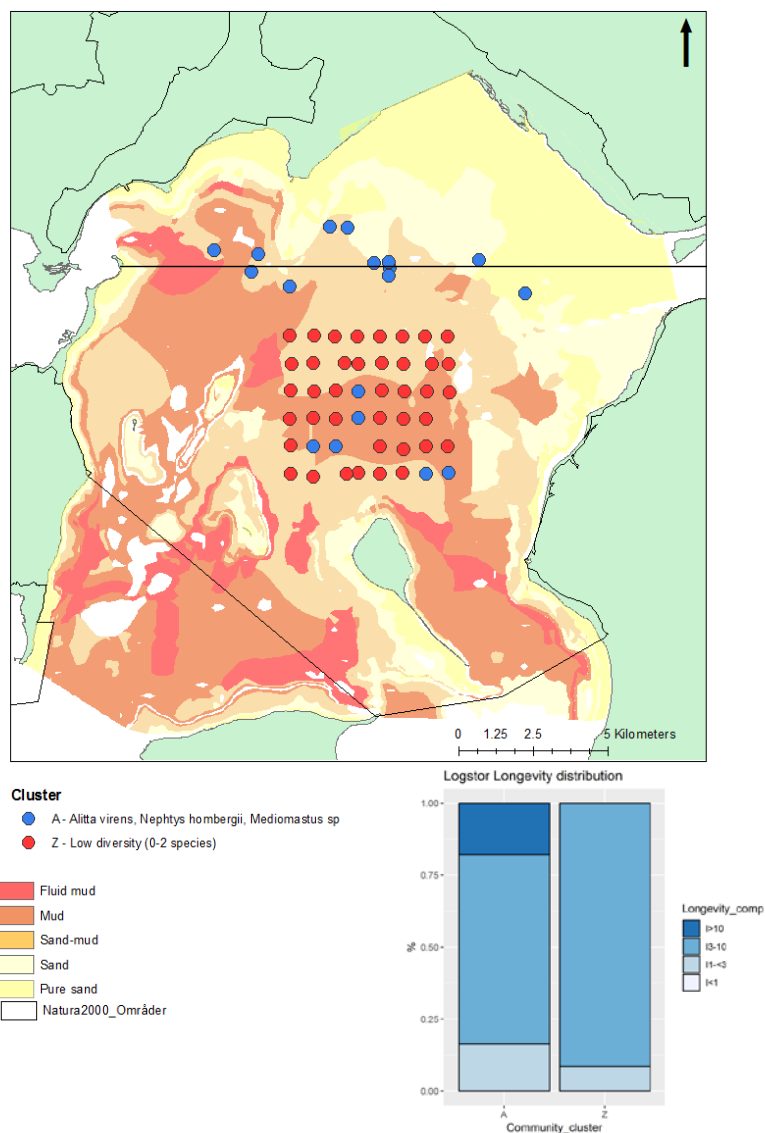 0 1.25 2.5 5 Kilometers
Cluster
A - Alitta virens, Nephtys hombergii, Mediomastus sp
Z - Low diversity (0-2 species)
Fluid mud
Mud
Sand-mud
Sand
Pure sand
Natura2000_Områder
Logstor Longevity distribution
1.00
0.75
0.50
0.25
0.00
%
A Z
Community_cluster
Longevity_comp
l>10
l3-10
l1-<3
l<1